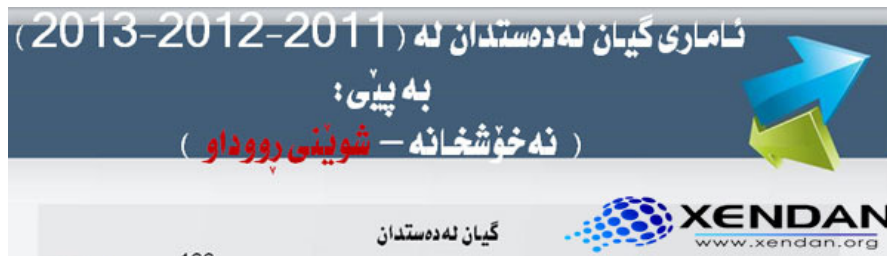 ئاماری گیان لەدەستدان لە (2011-2012-2013)
بە پێی:
( نەخۆشخانە – شوێنی ڕووداو )
گیان لەدەستدان
XENDAN
www.xendan.org